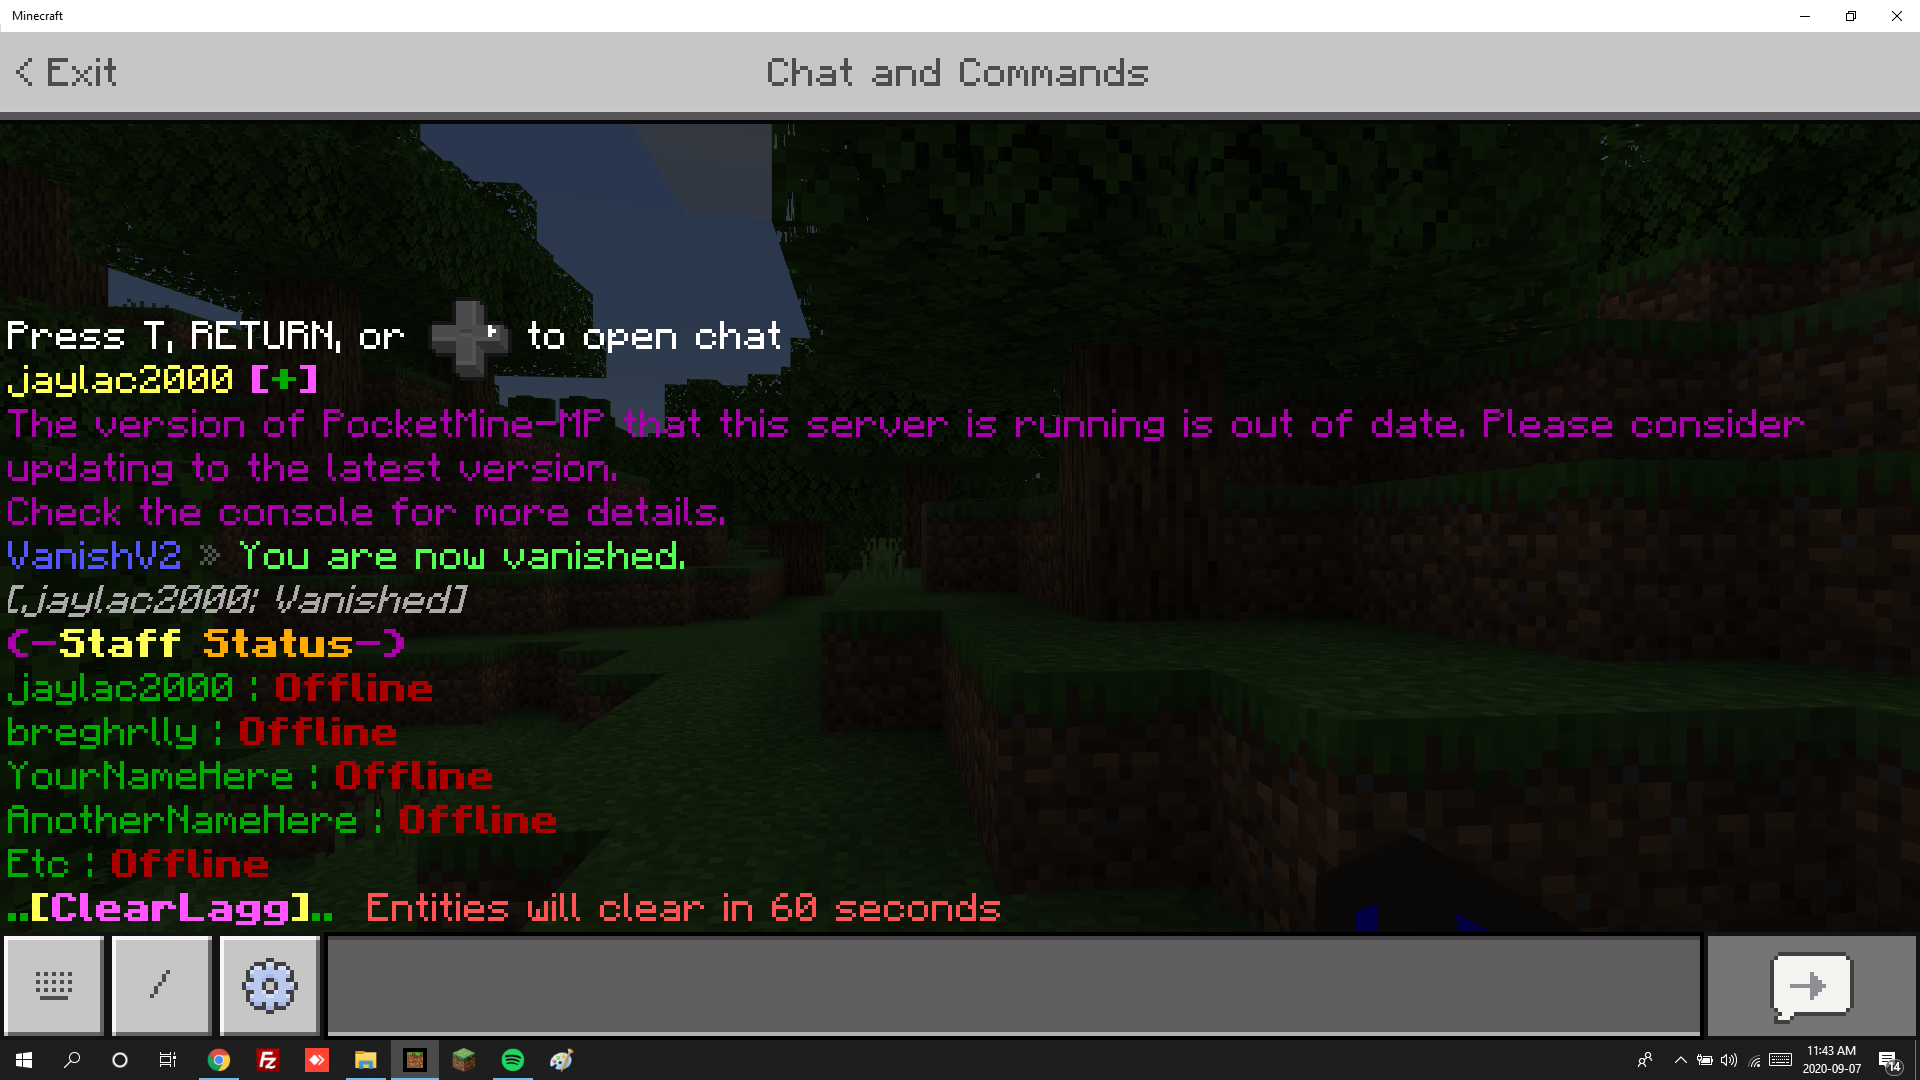 Minecraft
< Exit
Chat and Commands
Press T, RETURN, or to open chat
jaylac2000 [+]
The version of PocketMine-MP that this server is running is out of date. Please consider
updating to the latest version.
Check the console for more details.
VanishV2 » You are now vanished.
[jaylac2000: Vanished]
(-Staff Status-)
jaylac2000 : Offline
breghrlly : Offline
YourNameHere : Offline
AnotherNameHere : Offline
Etc : Offline
..[ClearLagg].. Entities will clear in 60 seconds
/
Fz
11:43 AM
2020-09-07
14